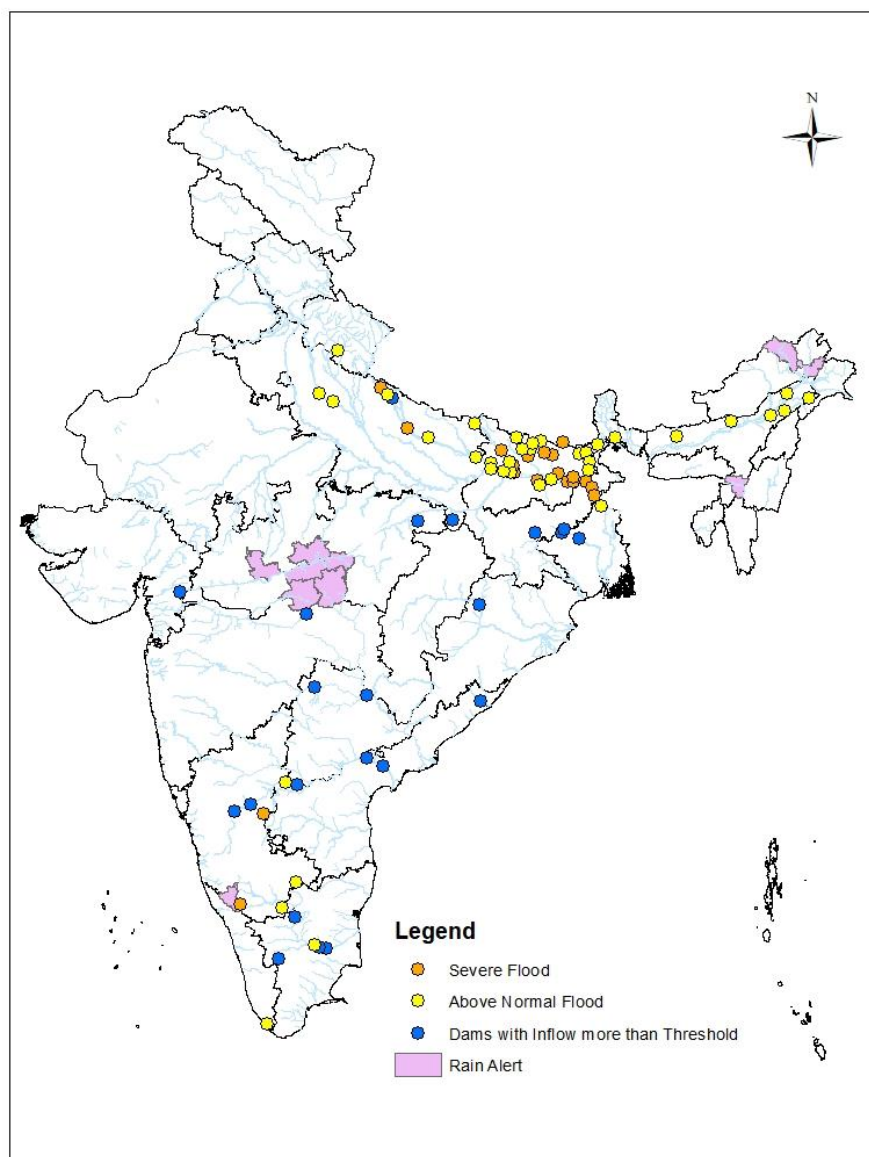 N
Legend
Severe Flood
Above Normal Flood
Dams with Inflow more than Threshold
Rain Alert